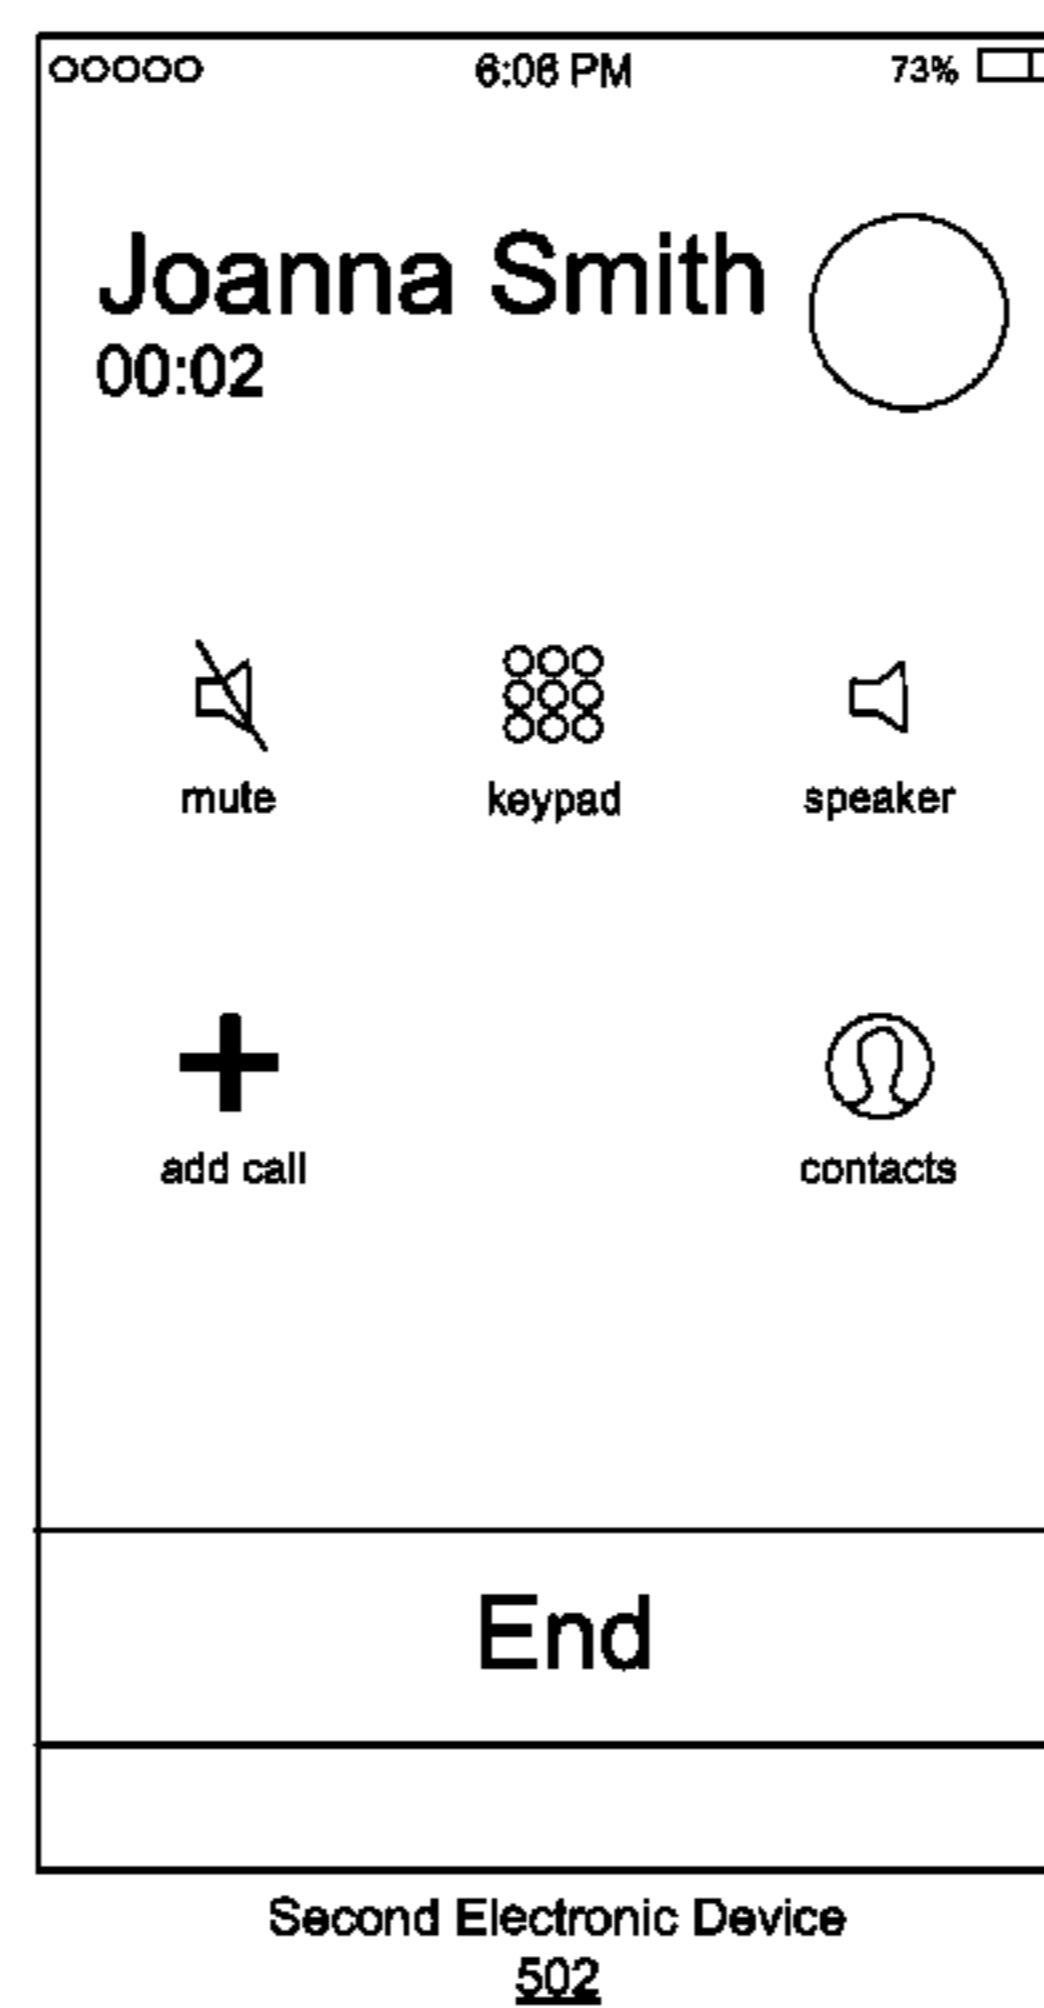 6:06 PM 73%
Joanna Smith
00:02
mute keypad speaker
add call contacts
End
Second Electronic Device
502